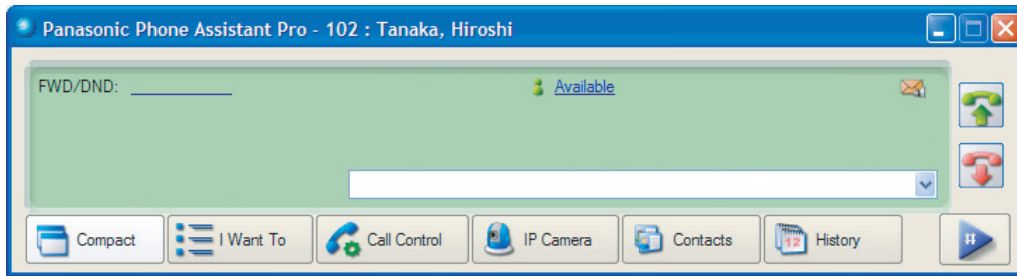 Panasonic Phone Assistant Pro - 102 : Tanaka, Hiroshi
FWD/DND: Available
Compact I Want To Call Control IP Camera Contacts 12 History #